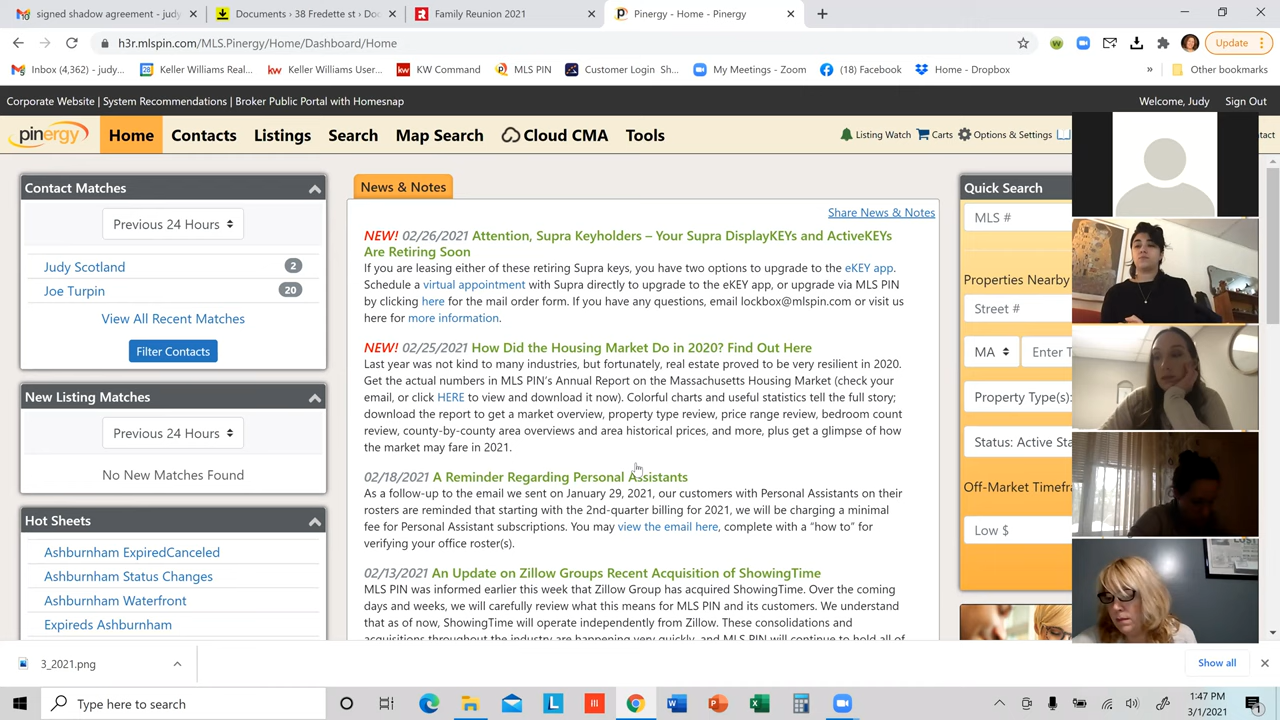 signed shadow agreement - judy
Documents › 38 Fredette st › Doc
Family Reunion 2021
Pinergy - Home - Pinergy
h3r.mlspin.com/MLS.Pinergy/Home/Dashboard/Home
Update
Inbox (4,362) - judy...
Keller Williams Real...
Keller Williams User...
KW Command
MLS PIN
Customer Login Sh...
My Meetings - Zoom
(18) Facebook
Home - Dropbox
»
Other bookmarks
Corporate Website | System Recommendations | Broker Public Portal with Homesnap
Welcome, Judy
Sign Out
pinergy
Home
Contacts
Listings
Search
Map Search
Cloud CMA
Tools
Listing Watch
Carts
Options & Settings
tact
Contact Matches
Previous 24 Hours
Judy Scotland 2
Joe Turpin 20
View All Recent Matches
Filter Contacts
New Listing Matches
Previous 24 Hours
No New Matches Found
Hot Sheets
Ashburnham ExpiredCanceled
Ashburnham Status Changes
Ashburnham Waterfront
Expireds Ashburnham
News & Notes
Share News & Notes
NEW! 02/26/2021 Attention, Supra Keyholders – Your Supra DisplayKEYs and ActiveKEYs
Are Retiring Soon
If you are leasing either of these retiring Supra keys, you have two options to upgrade to the eKEY app.
Schedule a virtual appointment with Supra directly to upgrade to the eKEY app, or upgrade via MLS PIN
by clicking here for the mail order form. If you have any questions, email lockbox@mlspin.com or visit us
here for more information.
NEW! 02/25/2021 How Did the Housing Market Do in 2020? Find Out Here
Last year was not kind to many industries, but fortunately, real estate proved to be very resilient in 2020.
Get the actual numbers in MLS PIN's Annual Report on the Massachusetts Housing Market (check your
email, or click HERE to view and download it now). Colorful charts and useful statistics tell the full story;
download the report to get a market overview, property type review, price range review, bedroom count
review, county-by-county area overviews and area historical prices, and more, plus get a glimpse of how
the market may fare in 2021.
02/18/2021 A Reminder Regarding Personal Assistants
As a follow-up to the email we sent on January 29, 2021, our customers with Personal Assistants on their
rosters are reminded that starting with the 2nd-quarter billing for 2021, we will be charging a minimal
fee for Personal Assistant subscriptions. You may view the email here, complete with a "how to" for
verifying your office roster(s).
02/13/2021 An Update on Zillow Groups Recent Acquisition of ShowingTime
MLS PIN was informed earlier this week that Zillow Group has acquired ShowingTime. Over the coming
days and weeks, we will carefully review what this means for MLS PIN and its customers. We understand
that as of now, ShowingTime will operate independently from Zillow. These consolidations and
acquisitions throughout the industry are happening very quickly, and MLS PIN will continue to hold all of
Quick Search
MLS #
Properties Nearby
Street #
MA
Enter T
Property Type(s):
Status: Active Sta
Off-Market Timefr
Low $
3_2021.png
Show all
Type here to search
1:47 PM
3/1/2021
1